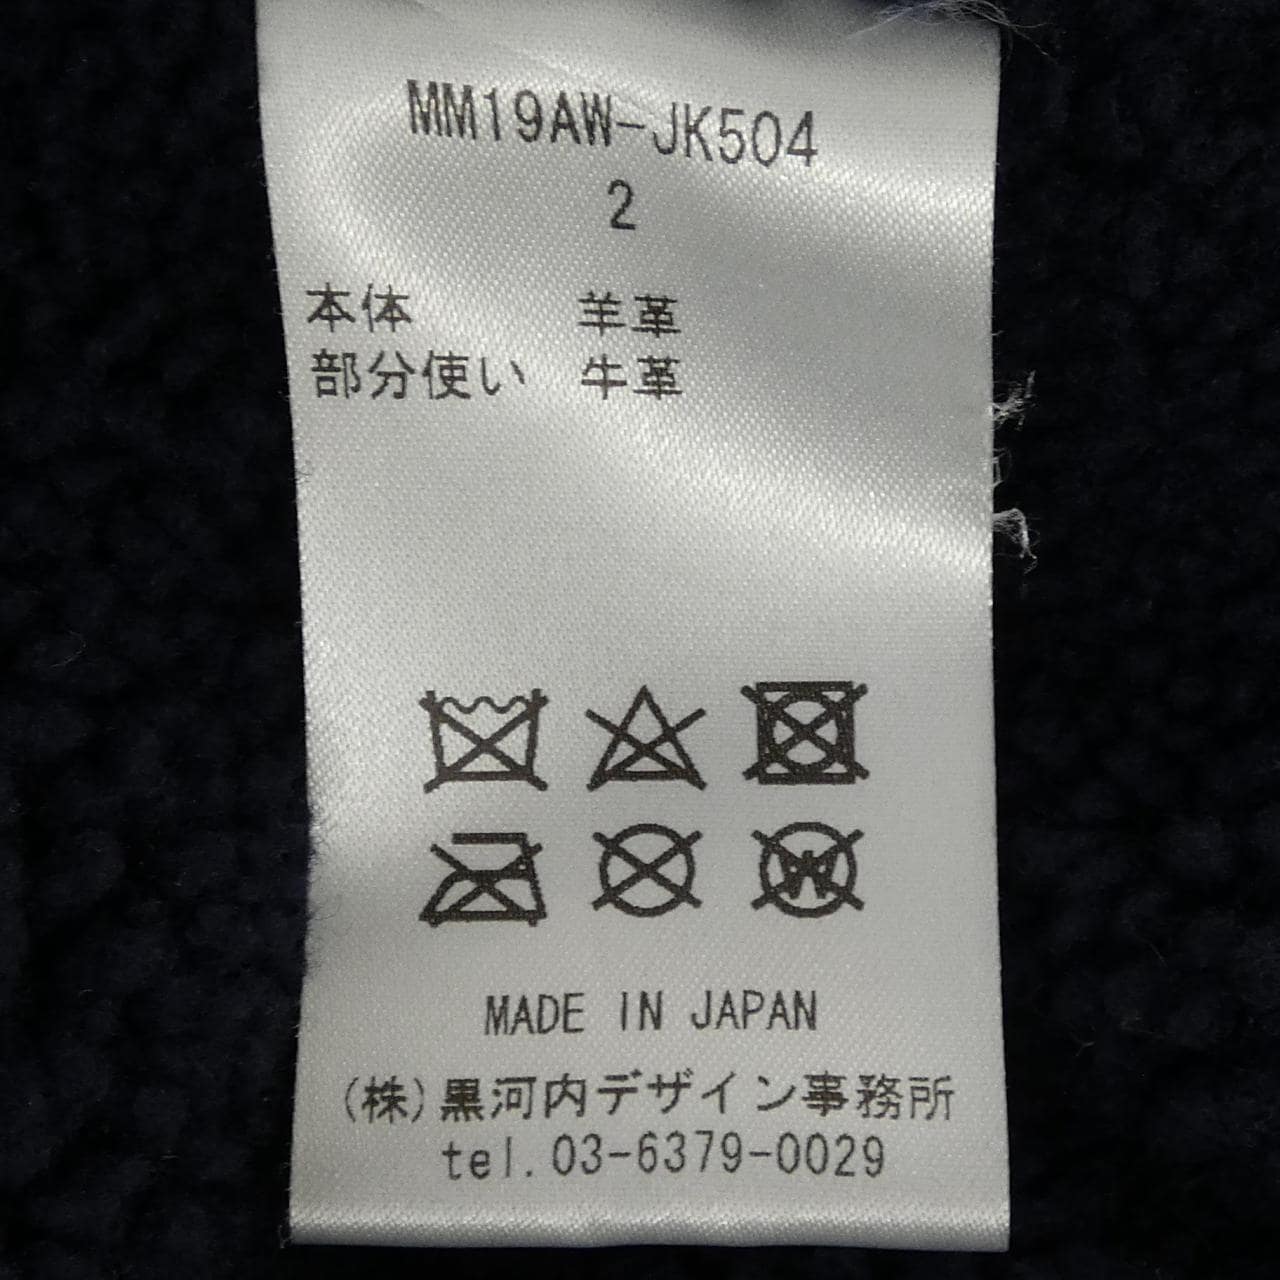 MM19AW-JK504
2
本体 羊革
部分使い 牛革
W
MADE IN JAPAN
(株)黒河内デザイン事務所
tel.03-6379-0029